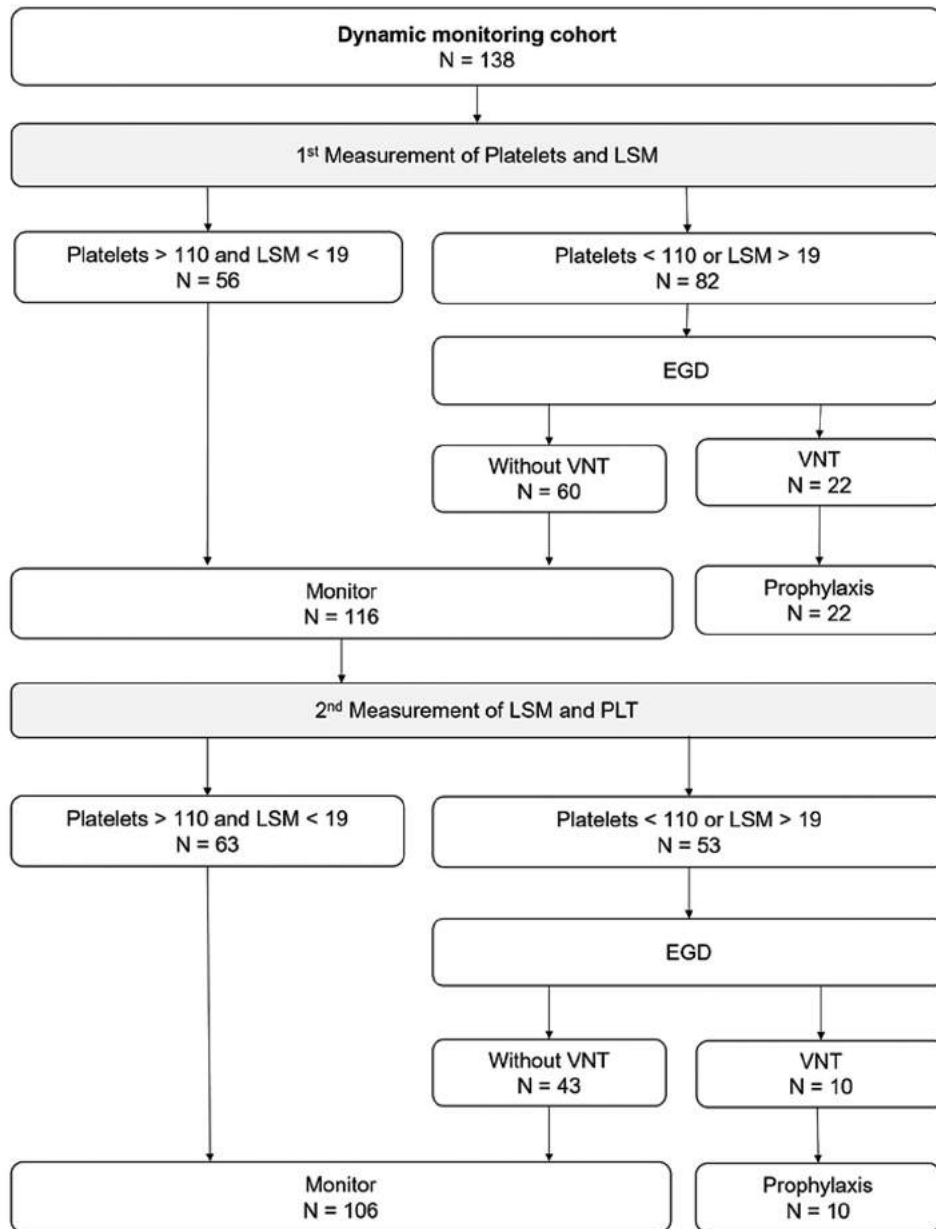 Dynamic monitoring cohort
N = 138
1st Measurement of Platelets and LSM
Platelets > 110 and LSM < 19
N = 56
Platelets < 110 or LSM > 19
N = 82
EGD
Without VNT
N = 60
VNT
N = 22
Monitor
N = 116
Prophylaxis
N = 22
2nd Measurement of LSM and PLT
Platelets > 110 and LSM < 19
N = 63
Platelets < 110 or LSM > 19
N = 53
EGD
Without VNT
N = 43
VNT
N = 10
Monitor
N = 106
Prophylaxis
N = 10